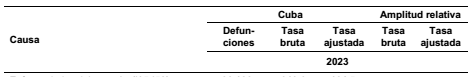 Causa
Cuba
Amplitud relativa
Defun-
ciones
Tasa
bruta
Tasa
ajustada
Tasa
bruta
Tasa
ajustada
2023